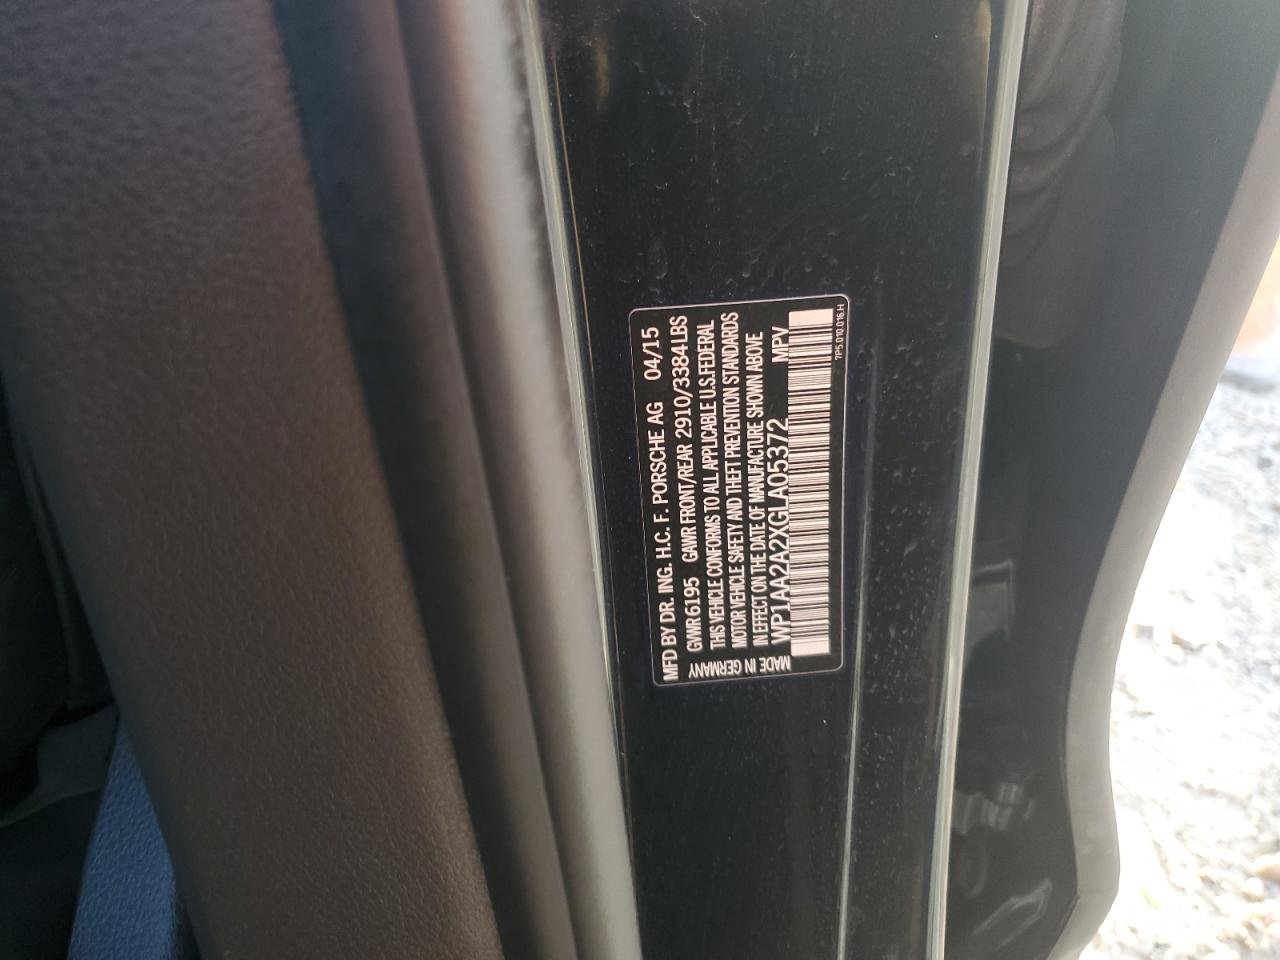 MFD BY DR. ING. H.C. F. PORSCHE AG 04/15
GVWR 6195 GAWR FRONT/REAR 2910/3384LBS
THIS VEHICLE CONFORMS TO ALL APPLICABLE U.S.FEDERAL
MOTOR VEHICLE SAFETY AND THEFT PREVENTION STANDARDS
IN EFFECT ON THE DATE OF MANUFACTURE SHOWN ABOVE
WP1AA2A2XGLA05372 MPV
MADE IN GERMANY
7P5.010.016.H